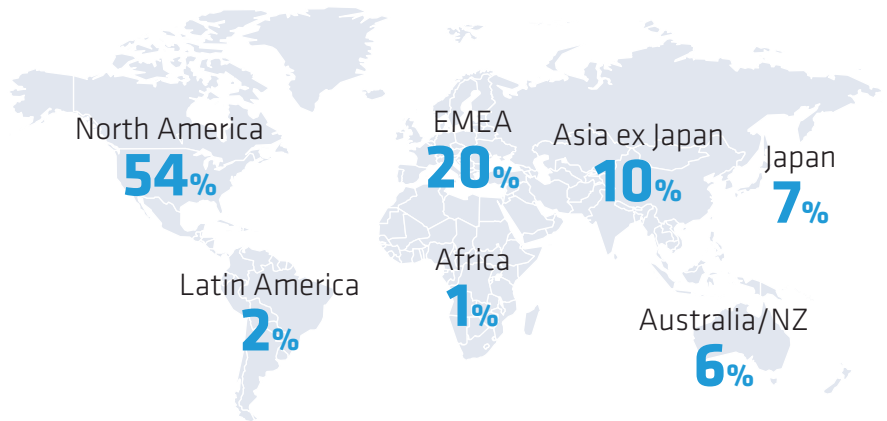 North America
54%
EMEA
20%
Asia ex Japan
10%
Japan
7%
Latin America
2%
Africa
1%
Australia/NZ
6%